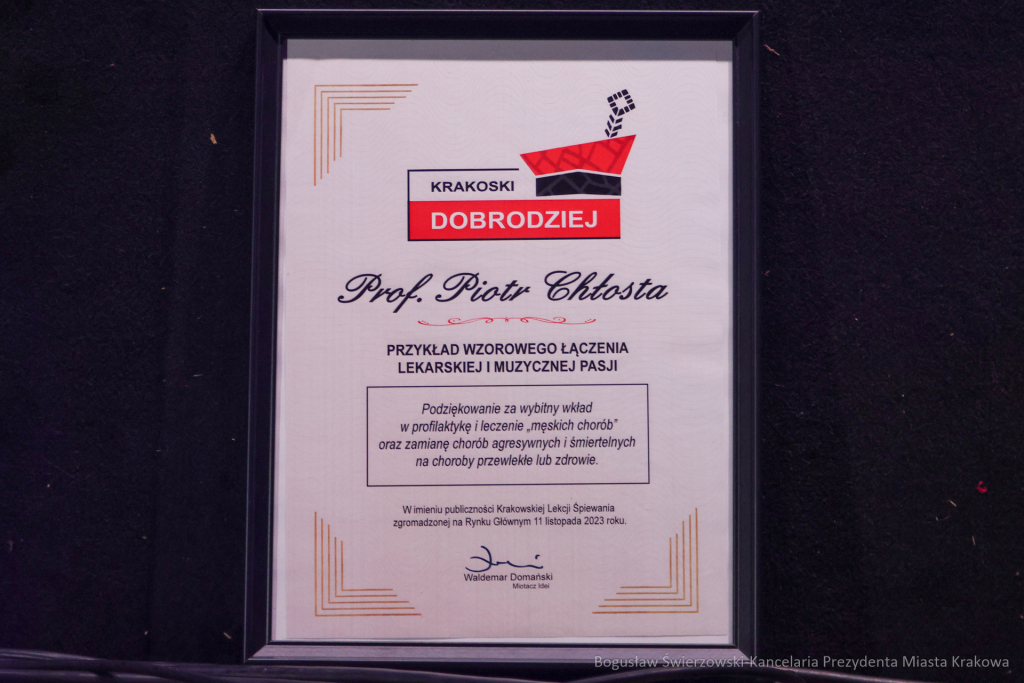 KRAKOSKI
DOBRODZIEJ
Prof. Piotr Chłosta
PRZYKŁAD WZOROWEGO ŁĄCZENIA
LEKARSKIEJ I MUZYCZNEJ PASJI
Podziękowanie za wybitny wkład
w profilaktykę i leczenie „męskich chorób”
oraz zamianę chorób agresywnych i śmiertelnych
na choroby przewlekłe lub zdrowie.
W imieniu publiczności Krakowskiej Lekcji Śpiewania
zgromadzonej na Rynku Głównym 11 listopada 2023 roku.
Waldemar Domański
Miotacz Idei
Bogusław Świerzowski-Kancelaria Prezydenta Miasta Krakowa